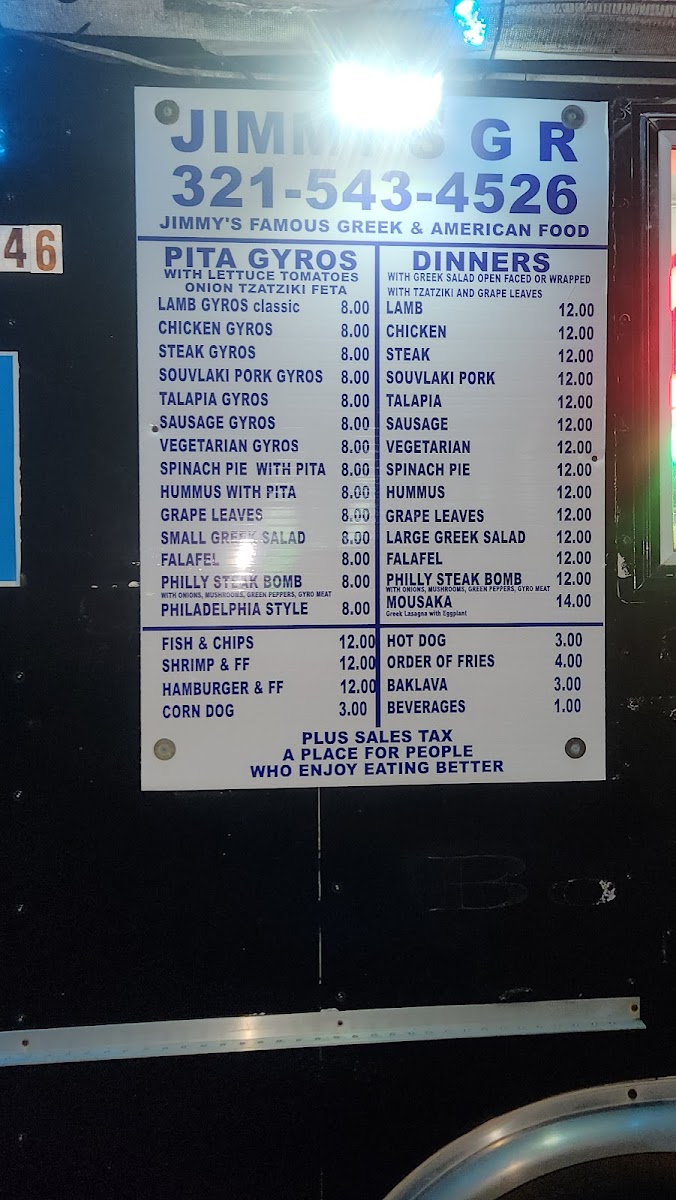 JIMMY'S G R
321-543-4526
JIMMY'S FAMOUS GREEK & AMERICAN FOOD
46
PITA GYROS
WITH LETTUCE TOMATOES
ONION TZATZIKI FETA
LAMB GYROS classic 8.00
CHICKEN GYROS 8.00
STEAK GYROS 8.00
SOUVLAKI PORK GYROS 8.00
TALAPIA GYROS 8.00
SAUSAGE GYROS 8.00
VEGETARIAN GYROS 8.00
SPINACH PIE WITH PITA 8.00
HUMMUS WITH PITA 8.00
GRAPE LEAVES 8.00
SMALL GREEK SALAD 8.00
FALAFEL 8.00
PHILLY STEAK BOMB 8.00
WITH ONIONS, MUSHROOMS, GREEN PEPPERS, GYRO MEAT
PHILADELPHIA STYLE 8.00
DINNERS
WITH GREEK SALAD OPEN FACED OR WRAPPED
WITH TZATZIKI AND GRAPE LEAVES
LAMB 12.00
CHICKEN 12.00
STEAK 12.00
SOUVLAKI PORK 12.00
TALAPIA 12.00
SAUSAGE 12.00
VEGETARIAN 12.00
SPINACH PIE 12.00
HUMMUS 12.00
GRAPE LEAVES 12.00
LARGE GREEK SALAD 12.00
FALAFEL 12.00
PHILLY STEAK BOMB 12.00
WITH ONIONS, MUSHROOMS, GREEN PEPPERS, GYRO MEAT
MOUSAKA 14.00
Greek Lasagna with Eggplant
FISH & CHIPS 12.00
SHRIMP & FF 12.00
HAMBURGER & FF 12.00
CORN DOG 3.00
HOT DOG 3.00
ORDER OF FRIES 4.00
BAKLAVA 3.00
BEVERAGES 1.00
PLUS SALES TAX
A PLACE FOR PEOPLE
WHO ENJOY EATING BETTER